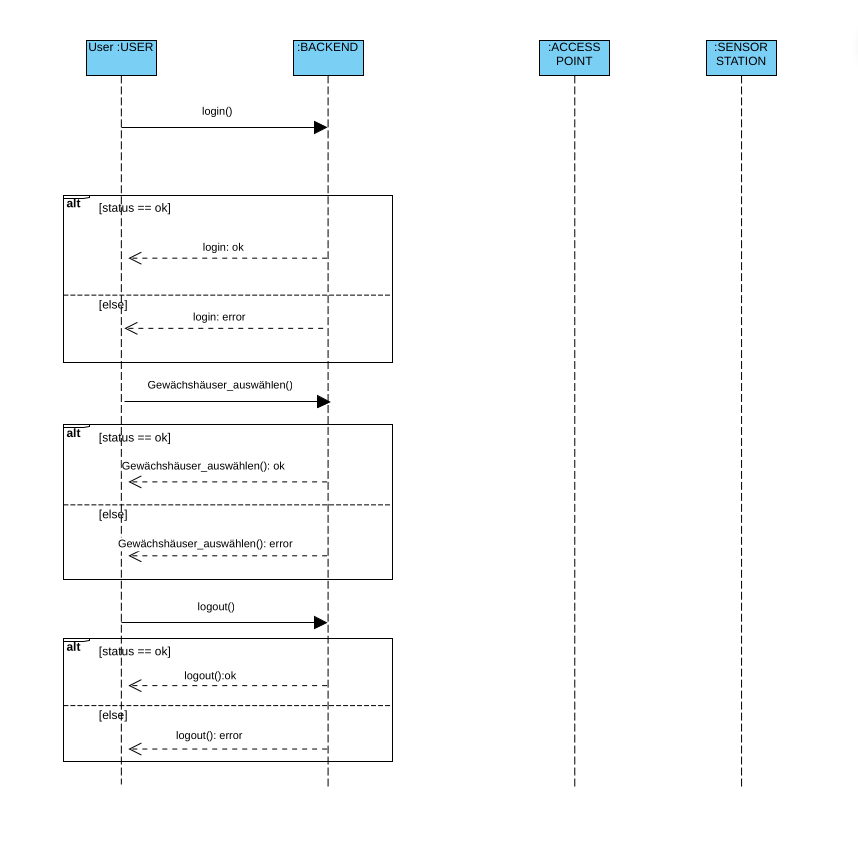 User :USER
:BACKEND
:ACCESS
POINT
:SENSOR
STATION
login()
alt
[status == ok]
login: ok
[else]
login: error
Gewächshäuser_auswählen()
alt
[status == ok]
Gewächshäuser_auswählen(): ok
[else]
Gewächshäuser_auswählen(): error
logout()
alt
[status == ok]
logout():ok
[else]
logout(): error